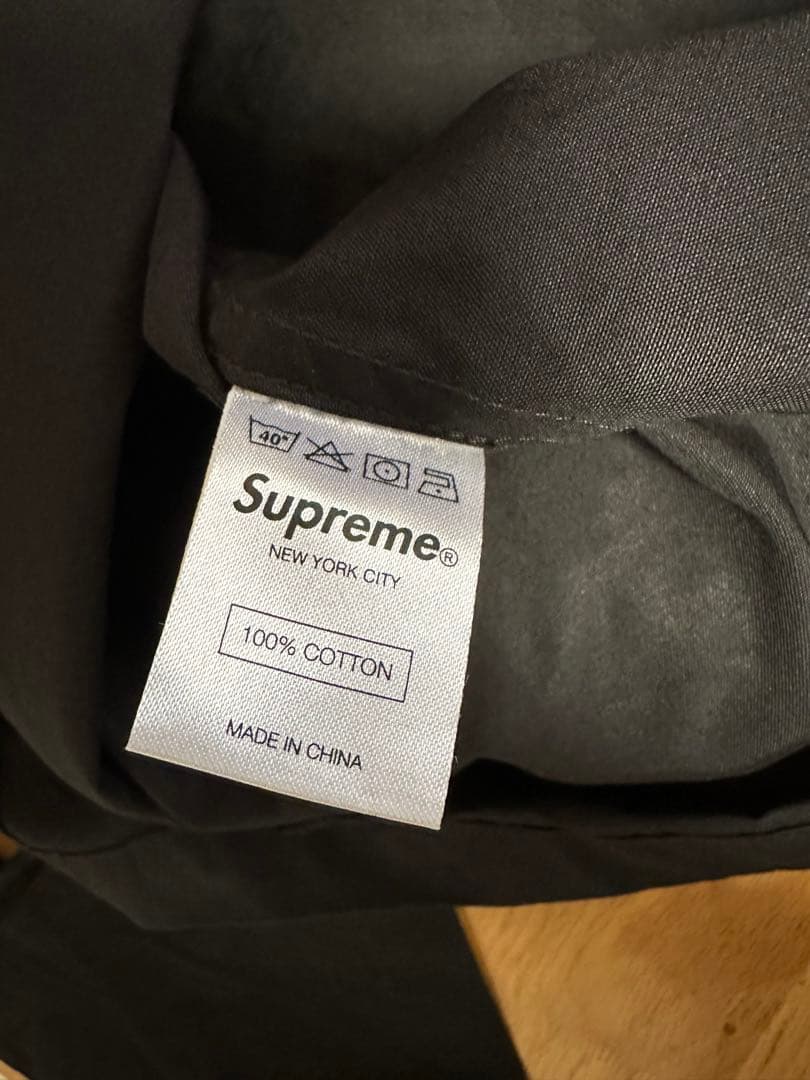 40°
Supreme®
NEW YORK CITY
100% COTTON
MADE IN CHINA